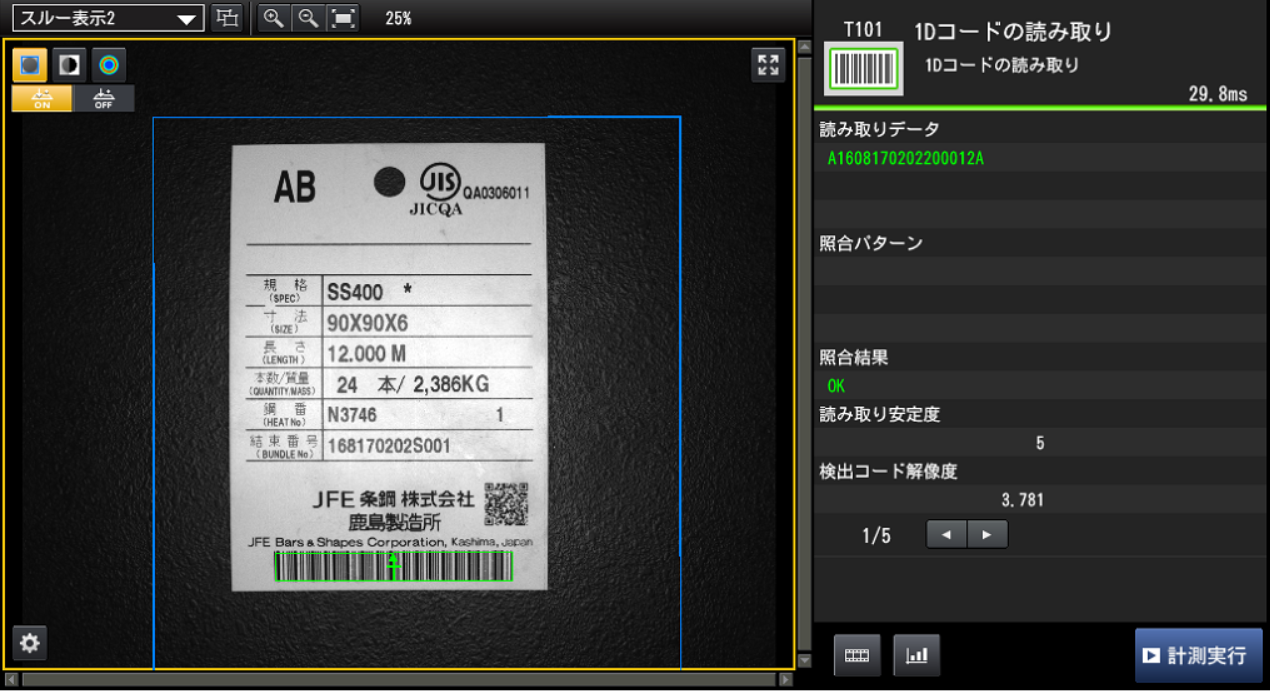 スルー表示2
25%
ON
OFF
AB
JIS
QA0306011
JICQA
規 格
(SPEC)
SS400 *
寸 法
(SIZE)
90X90X6
長 さ
(LENGTH)
12.000 M
本数/質量
(QUANTITY/MASS)
24 本/ 2,386KG
鋼 番
(HEAT No)
N3746 1
結束番号
(BUNDLE No)
168170202S001
JFE 条鋼 株式会社
鹿島製造所
JFE Bars & Shapes Corporation, Kashima, Japan
T101
1Dコードの読み取り
1Dコードの読み取り
29.8ms
読み取りデータ
A1608170202200012A
照合パターン
照合結果
OK
読み取り安定度
5
検出コード解像度
3.781
1/5
計測実行